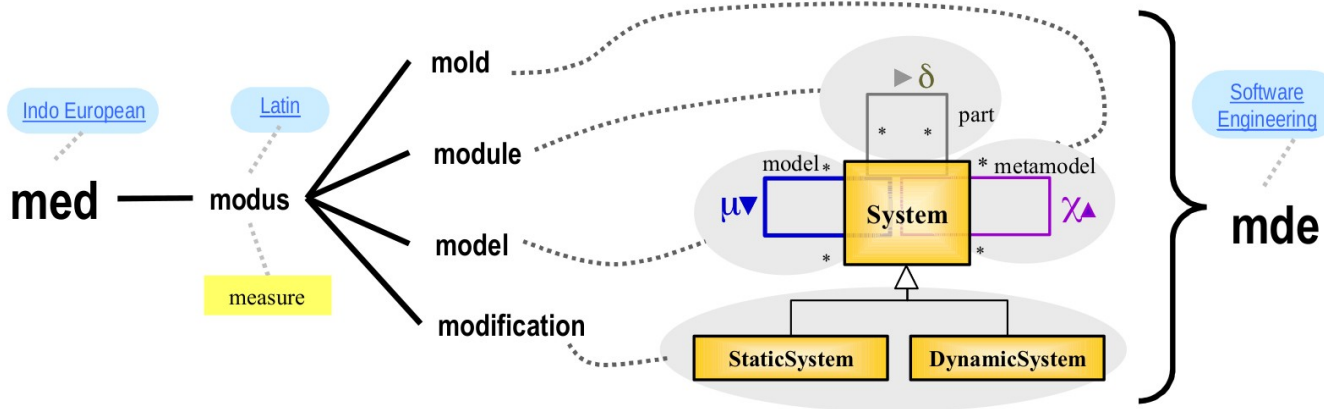 Indo European
med
Latin
modus
measure
mold
module
model
modification
▶ δ
part
* *
model *
μ▼
*
System
* metamodel
χ▲
*
StaticSystem
DynamicSystem
Software
Engineering
mde